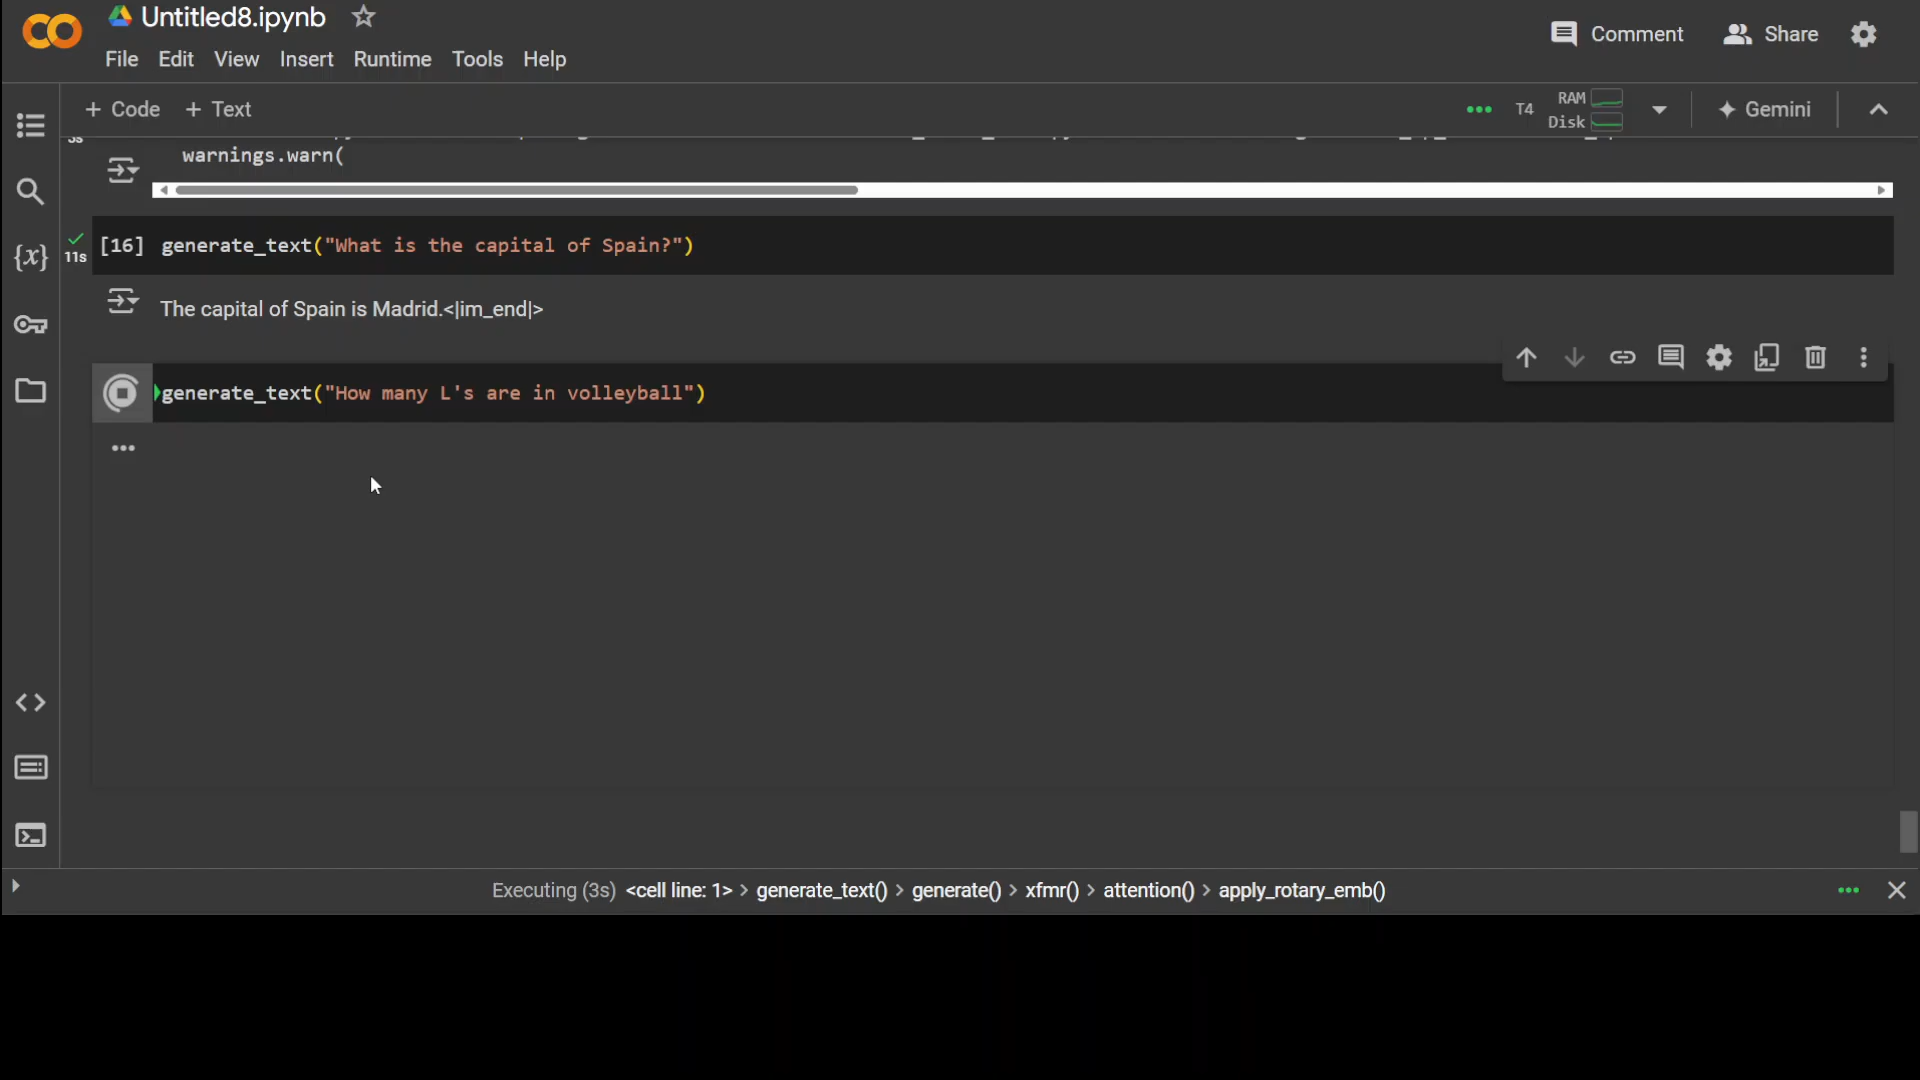 Untitled8.ipynb
Comment
Share
File Edit View Insert Runtime Tools Help
+ Code + Text
T4
RAM
Disk
Gemini
3s
warnings.warn(
[16] generate_text("What is the capital of Spain?")
11s
The capital of Spain is Madrid.<|im_end|>
generate_text("How many L's are in volleyball")
Executing (3s) <cell line: 1> > generate_text() > generate() > xfmr() > attention() > apply_rotary_emb()